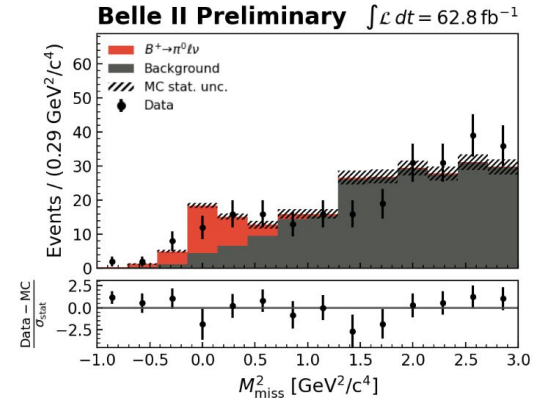 Belle II Preliminary ∫ℒ dt = 62.8 fb⁻¹
B⁺→π⁰ℓν
Background
MC stat. unc.
Data
Events / (0.29 GeV²/c⁴)
60
50
40
30
20
10
0
Data − MC
σstat
2.5
0.0
−2.5
−1.0 −0.5 0.0 0.5 1.0 1.5 2.0 2.5 3.0
M²miss [GeV²/c⁴]